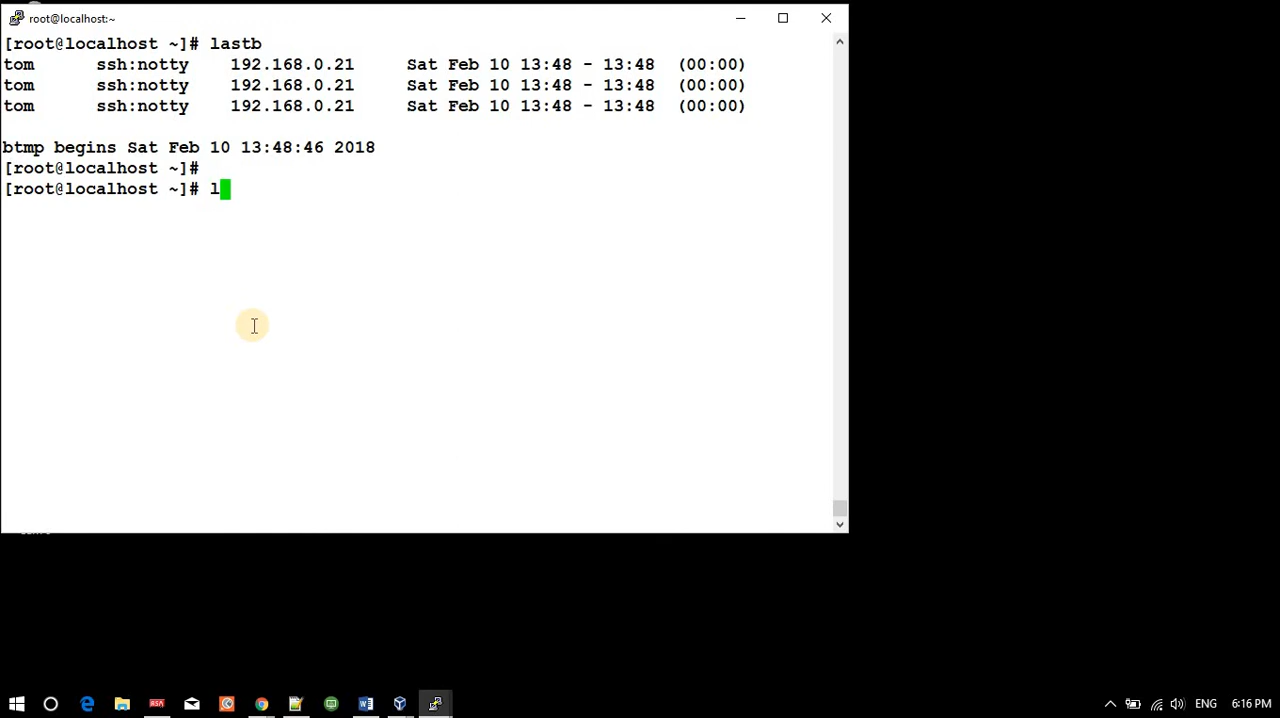 root@localhost:~
[root@localhost ~]# lastb
tom      ssh:notty    192.168.0.21     Sat Feb 10 13:48 - 13:48  (00:00)
tom      ssh:notty    192.168.0.21     Sat Feb 10 13:48 - 13:48  (00:00)
tom      ssh:notty    192.168.0.21     Sat Feb 10 13:48 - 13:48  (00:00)
btmp begins Sat Feb 10 13:48:46 2018
[root@localhost ~]#
[root@localhost ~]# l
RSA
ENG
6:16 PM